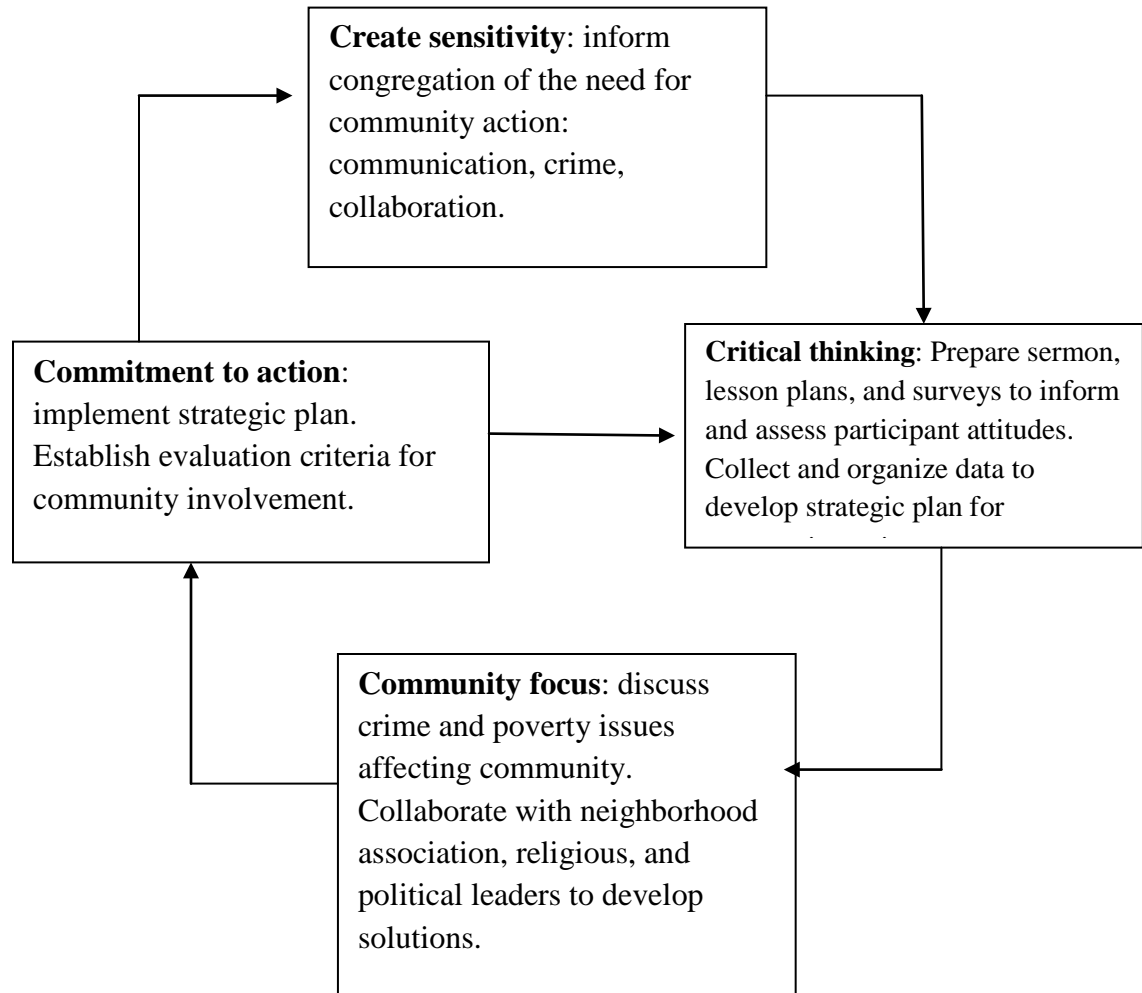 Create sensitivity: inform
congregation of the need for
community action:
communication, crime,
collaboration.
Commitment to action:
implement strategic plan.
Establish evaluation criteria for
community involvement.
Critical thinking: Prepare sermon,
lesson plans, and surveys to inform
and assess participant attitudes.
Collect and organize data to
develop strategic plan for
Community focus: discuss
crime and poverty issues
affecting community.
Collaborate with neighborhood
association, religious, and
political leaders to develop
solutions.